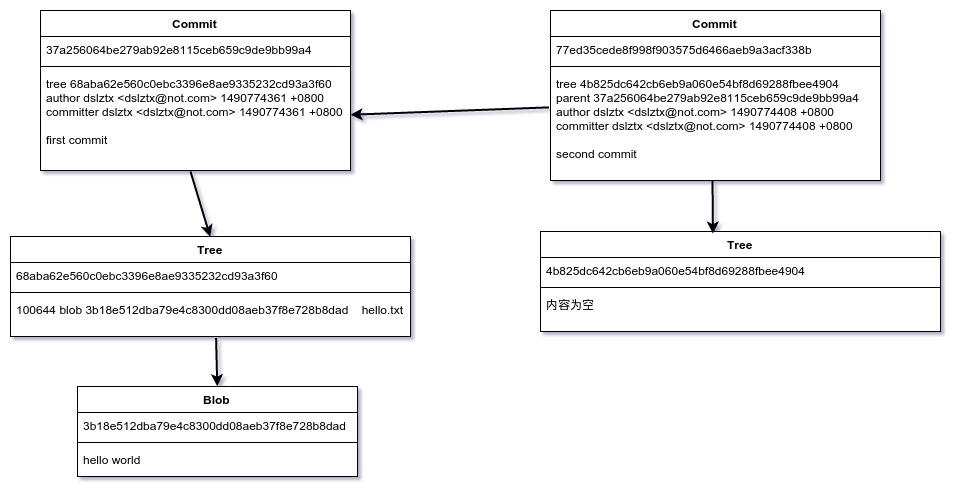 Commit
37a256064be279ab92e8115ceb659c9de9bb99a4
tree 68aba62e560c0ebc3396e8ae9335232cd93a3f60
author dslztx <dslztx@not.com> 1490774361 +0800
committer dslztx <dslztx@not.com> 1490774361 +0800
first commit
Commit
77ed35cede8f998f903575d6466aeb9a3acf338b
tree 4b825dc642cb6eb9a060e54bf8d69288fbee4904
parent 37a256064be279ab92e8115ceb659c9de9bb99a4
author dslztx <dslztx@not.com> 1490774408 +0800
committer dslztx <dslztx@not.com> 1490774408 +0800
second commit
Tree
68aba62e560c0ebc3396e8ae9335232cd93a3f60
100644 blob 3b18e512dba79e4c8300dd08aeb37f8e728b8dad hello.txt
Tree
4b825dc642cb6eb9a060e54bf8d69288fbee4904
内容为空
Blob
3b18e512dba79e4c8300dd08aeb37f8e728b8dad
hello world